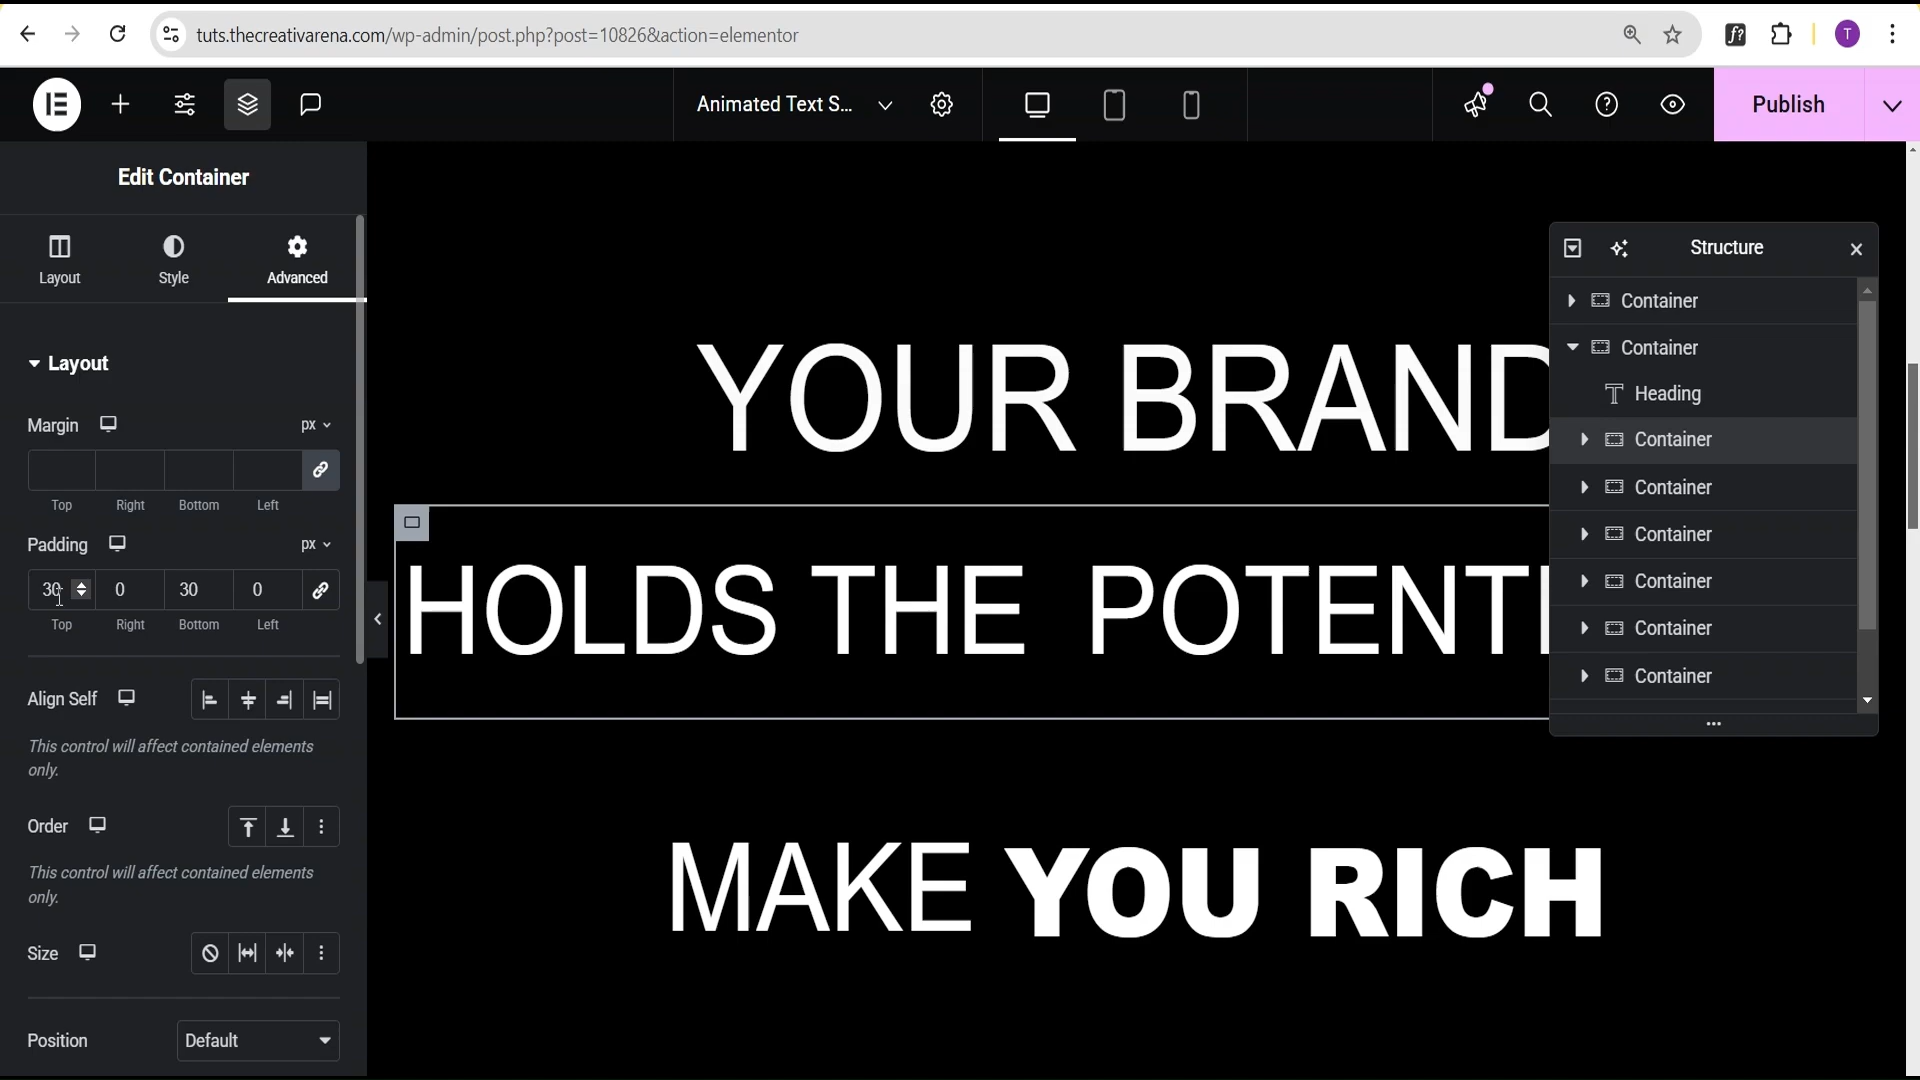 tuts.thecreativarena.com/wp-admin/post.php?post=10826&action=elementor
T
Animated Text S...
Publish
Edit Container
Layout
Style
Advanced
Layout
Margin
px
Top
Right
Bottom
Left
Padding
px
30
0
30
0
Top
Right
Bottom
Left
Align Self
This control will affect contained elements
only.
Order
This control will affect contained elements
only.
Size
Position
Default
YOUR BRAND
HOLDS THE POTENTI
MAKE YOU RICH
Structure
Container
Container
Heading
Container
Container
Container
Container
Container
Container